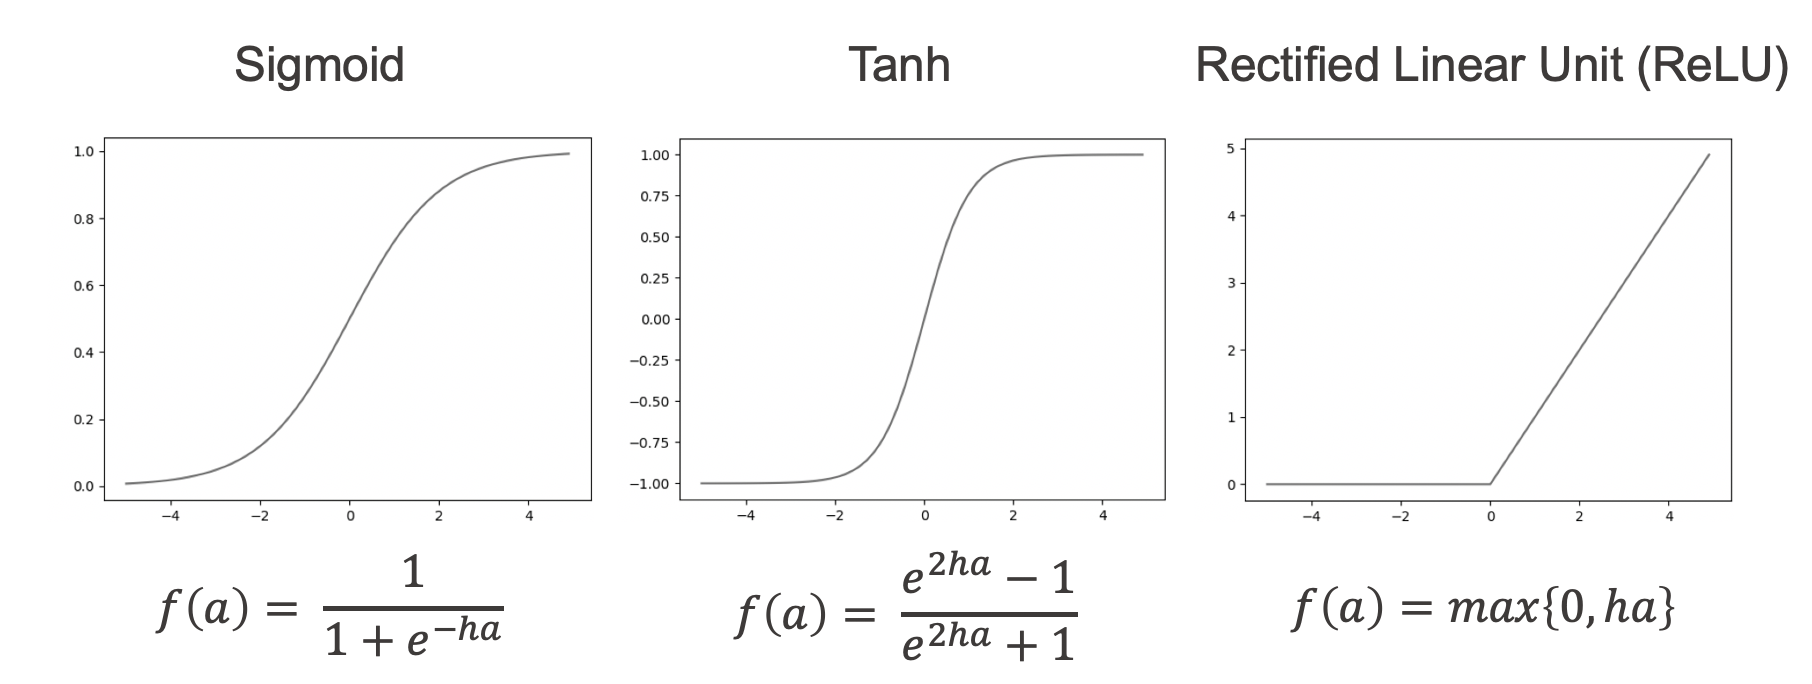 Sigmoid
Tanh
Rectified Linear Unit (ReLU)
1.0
0.8
0.6
0.4
0.2
0.0
−4 −2 0 2 4
1.00
0.75
0.50
0.25
0.00
−0.25
−0.50
−0.75
−1.00
−4 −2 0 2 4
5
4
3
2
1
0
−4 −2 0 2 4
f(a) = 1 / 1 + e^{−ha}
f(a) = e^{2ha} − 1 / e^{2ha} + 1
f(a) = max{0, ha}